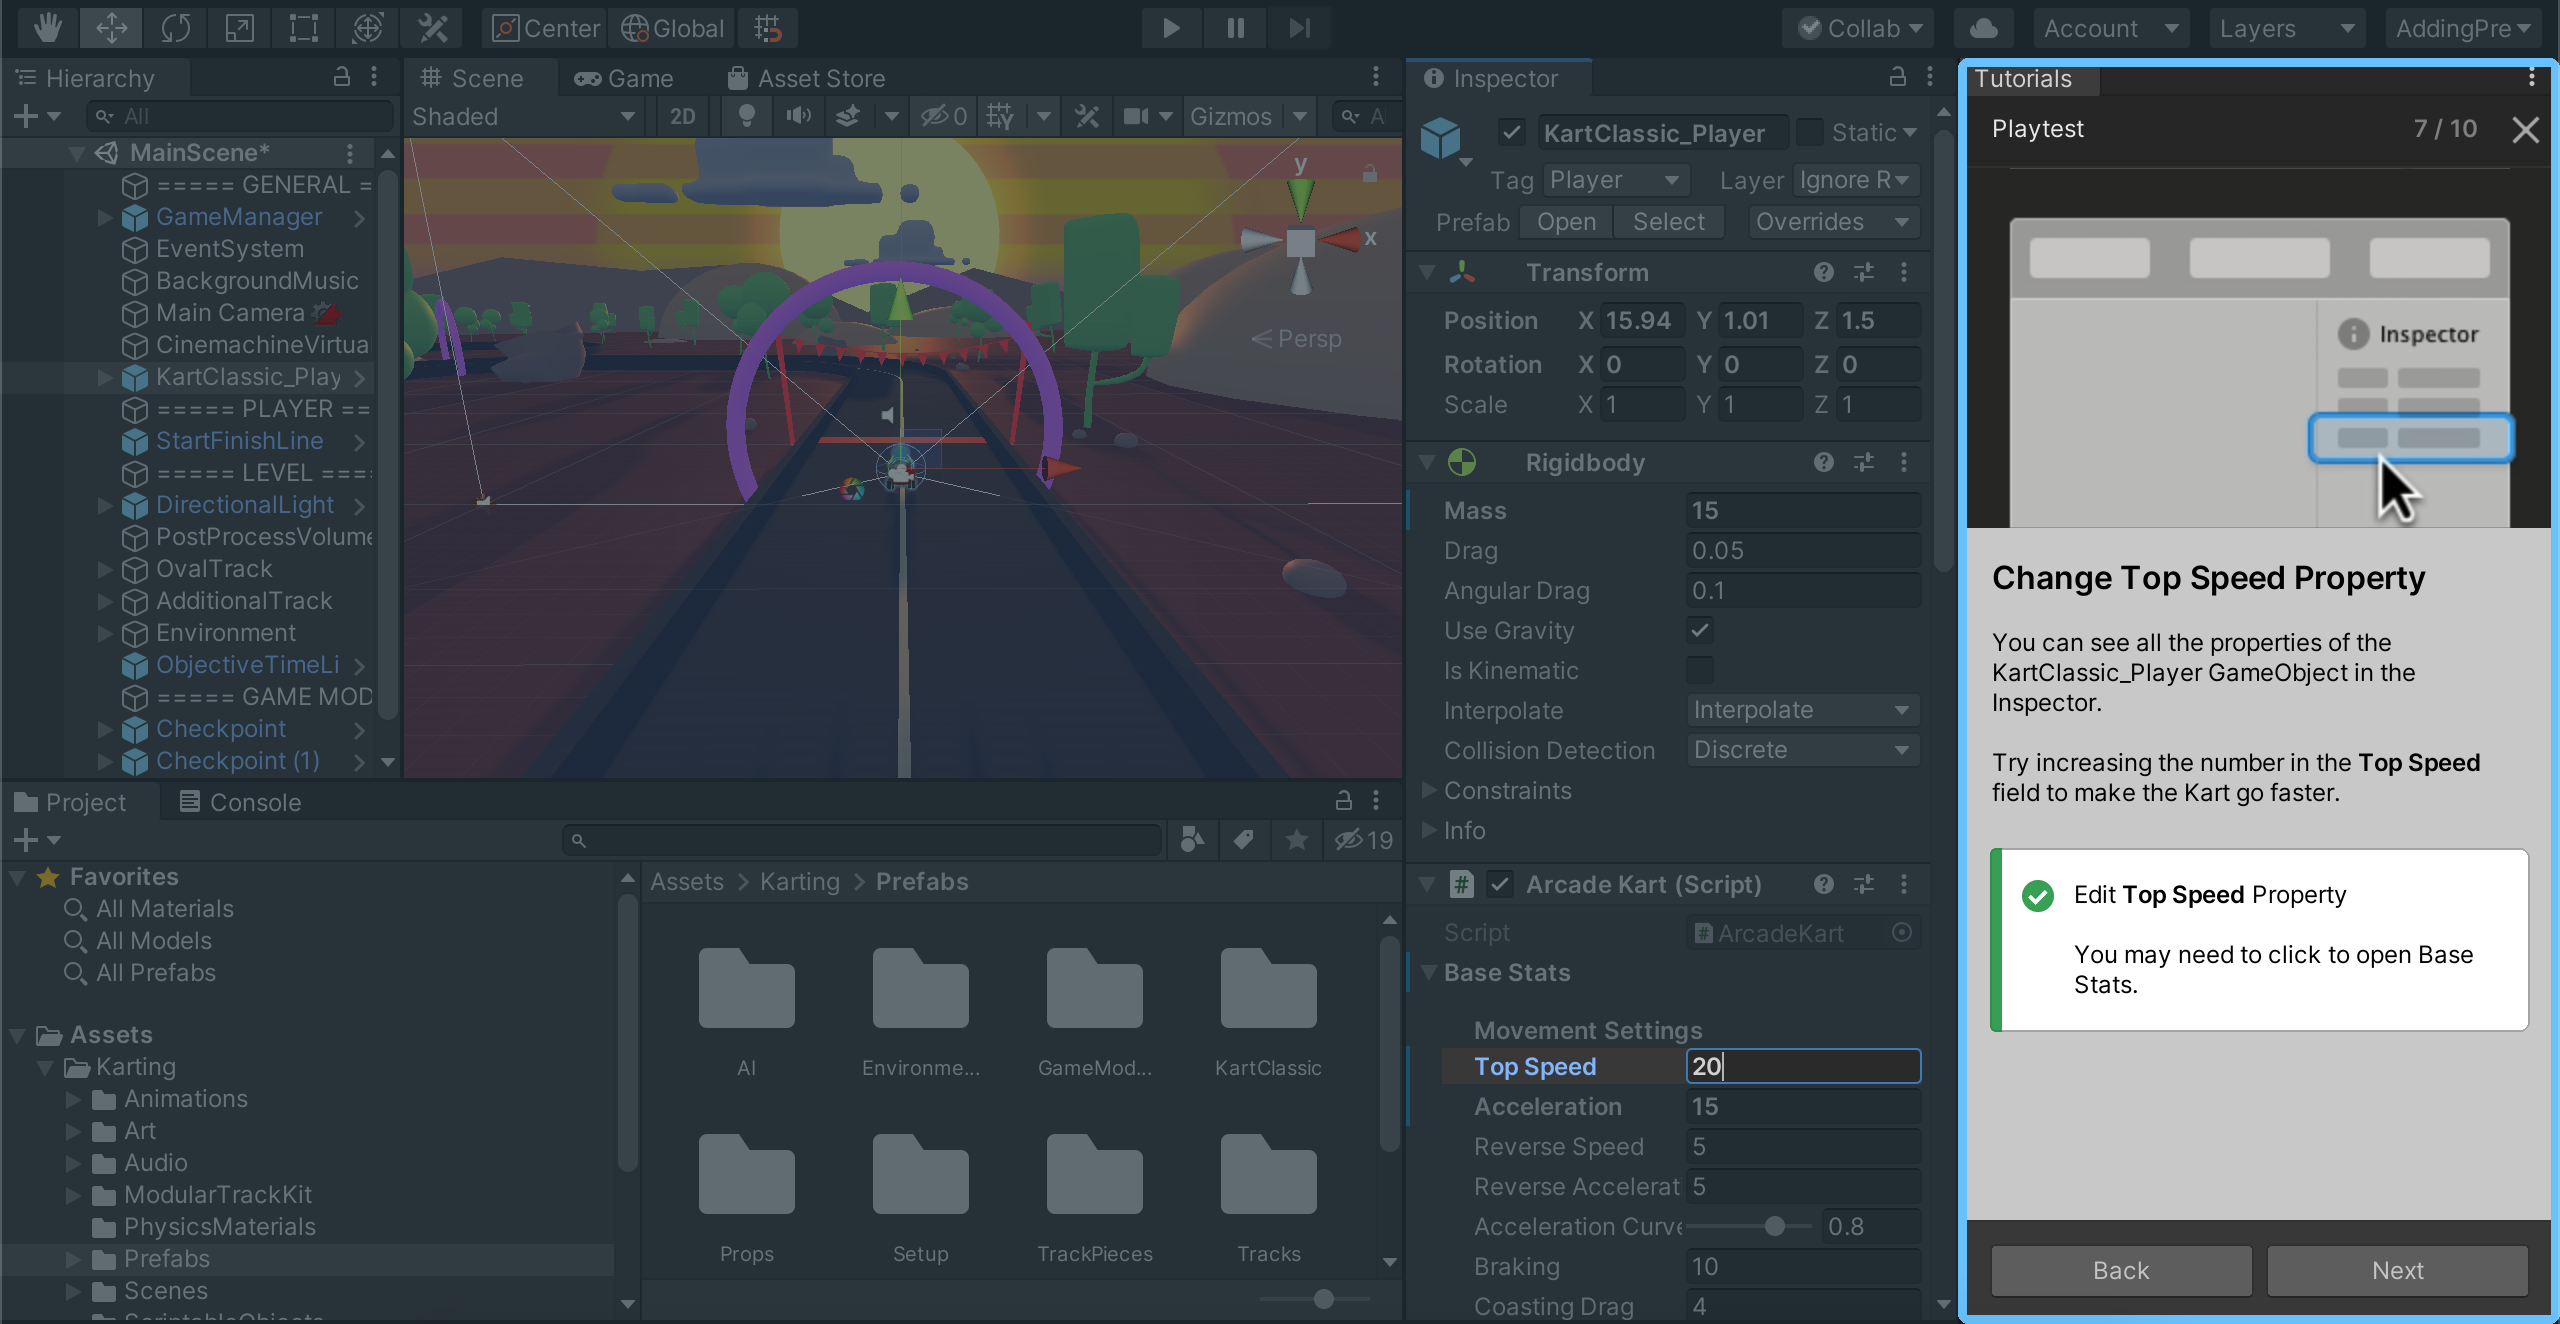 Center Global Collab Account Layers AddingPre
Hierarchy
All
MainScene*
===== GENERAL =
GameManager
EventSystem
BackgroundMusic
Main Camera
CinemachineVirtua
KartClassic_Play
===== PLAYER ==
StartFinishLine
===== LEVEL ====
DirectionalLight
PostProcessVolume
OvalTrack
AdditionalTrack
Environment
ObjectiveTimeLi
===== GAME MOD
Checkpoint
Checkpoint (1)
Scene Game Asset Store
Shaded 2D 0 Gizmos A
y
x
Persp
Project Console
19
Favorites
All Materials
All Models
All Prefabs
Assets
Karting
Animations
Art
Audio
ModularTrackKit
PhysicsMaterials
Prefabs
Scenes
ScriptableObjects
Assets > Karting > Prefabs
AI Environme... GameMod... KartClassic
Props Setup TrackPieces Tracks
Inspector
KartClassic_Player Static
Tag Player Layer Ignore R
Prefab Open Select Overrides
Transform
Position X 15.94 Y 1.01 Z 1.5
Rotation X 0 Y 0 Z 0
Scale X 1 Y 1 Z 1
Rigidbody
Mass 15
Drag 0.05
Angular Drag 0.1
Use Gravity
Is Kinematic
Interpolate Interpolate
Collision Detection Discrete
Constraints
Info
# Arcade Kart (Script)
Script # ArcadeKart
Base Stats
Movement Settings
Top Speed 20
Acceleration 15
Reverse Speed 5
Reverse Accelerat 5
Acceleration Curve 0.8
Braking 10
Coasting Drag 4
Tutorials
Playtest 7 / 10
Inspector
Change Top Speed Property
You can see all the properties of the
KartClassic_Player GameObject in the
Inspector.
Try increasing the number in the Top Speed
field to make the Kart go faster.
Edit Top Speed Property
You may need to click to open Base
Stats.
Back Next